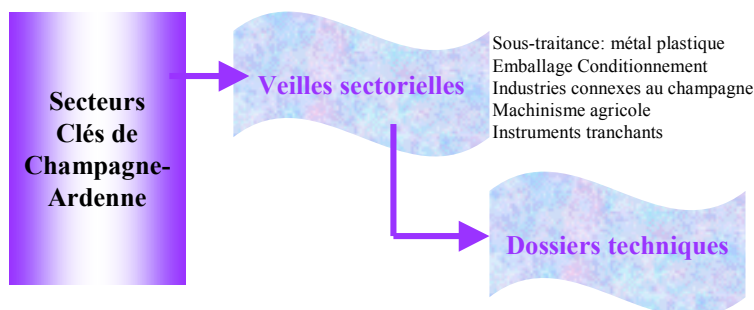 Secteurs
Clés de
Champagne-
Ardenne
Veilles sectorielles
Sous-traitance: métal plastique
Emballage Conditionnement
Industries connexes au champagne
Machinisme agricole
Instruments tranchants
Dossiers techniques